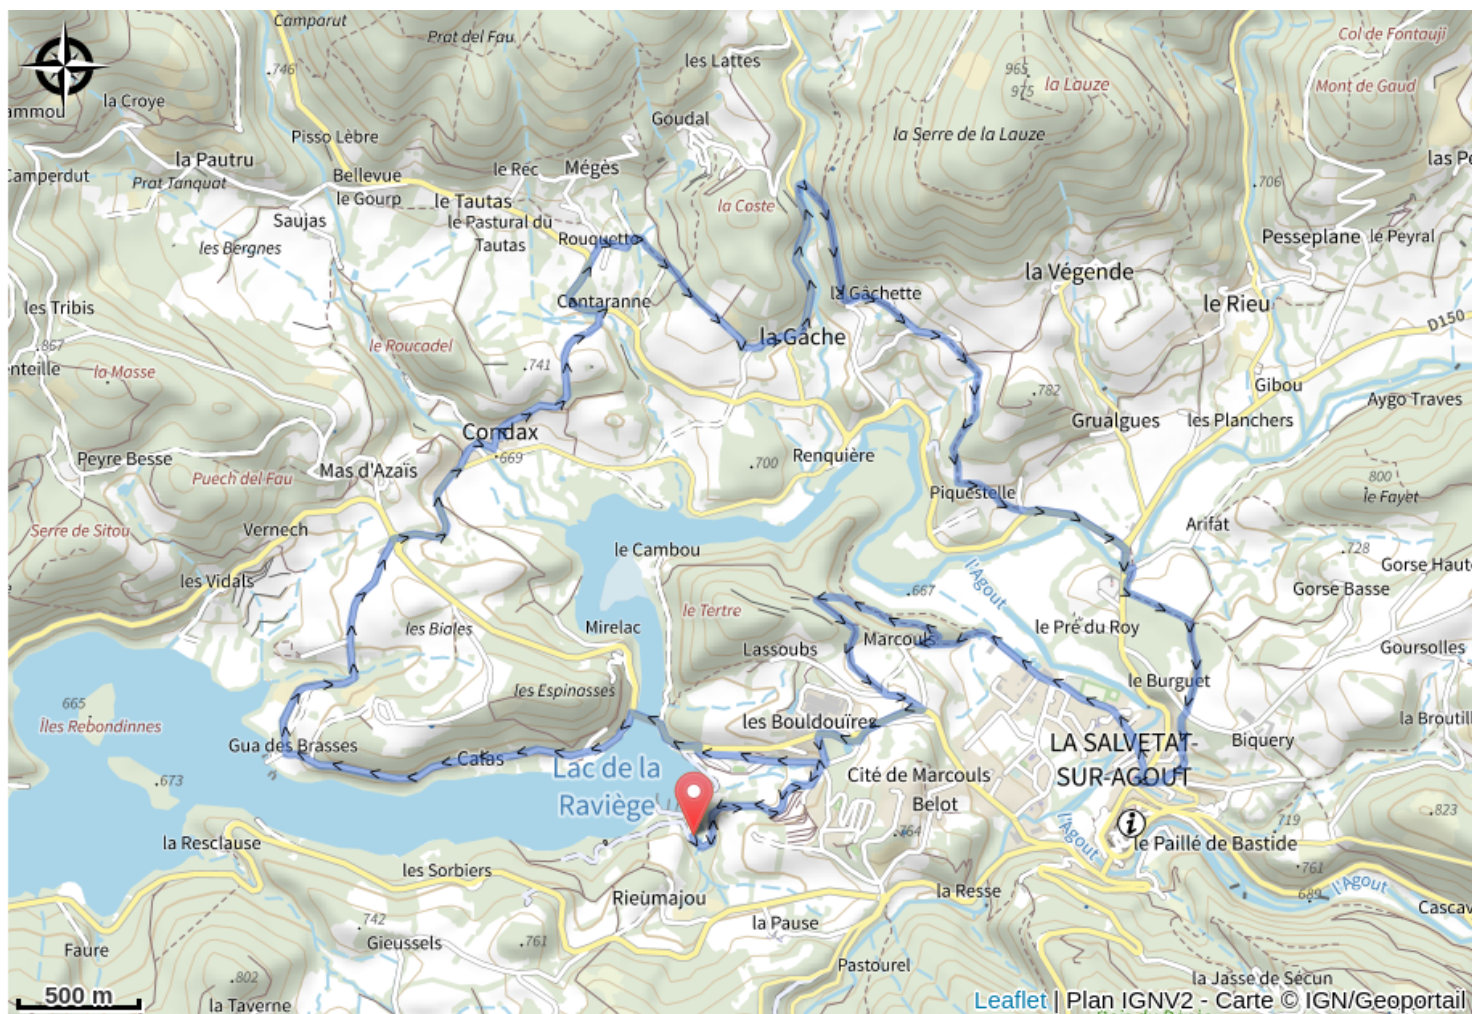 Camparut
Prat del Fau
les Lattes
Col de Fontauji
965
975
la Lauze
Mont de Gaud
746
ammou
la Croye
Goudal
Pisso Lèbre
la Serre de la Lauze
la Pautru
Camperdut
Prat Tanquat
Bellevue
le Rec
Mégès
las Pe
706
le Gourp
le Tautas
la Coste
Saujas
le Pastural du
Tautas
les Bergnes
Rouquette
Pesseplane
le Peyral
la Végende
les Tribis
Cantaranne
la Gâchette
le Rieu
D150
867
enteille
le Roucadel
la Gâche
la Mosse
741
782
Gibou
Aygo Traves
Condax
Grualgues
les Planchers
Peyre Besse
Mas d'Azaïs
669
700
Renquière
Puech del Fau
800
le Fayet
Piquestelle
Serre de Sitou
Vernech
Arifat
728
le Cambou
Gorse Haute
les Vidals
l'Agout
667
Gorse Basse
le Tertre
les Biales
Mirelac
le Pré du Roy
Lassoubs
Marcouls
Goursolles
665
Îles Rebondinnes
les Espinasses
le Burguet
les Bouldouïres
la Broutill
Gua des Brasses
Calas
LA SALVETAT-
SUR-AGOUT
Biquery
673
Lac de la
Raviège
Cité de Marcouls
Belot
i
823
719
764
l'Agout
la Resclause
le Paillé de Bastide
761
les Sorbiers
la Resse
l'Agout
689
Rieumajou
Cascav
742
la Pause
Faure
Gieussels
761
Pastourel
802
la Jasse de Sécun
500 m
la Taverne
Leaflet | Plan IGNV2 - Carte © IGN/Geoportail